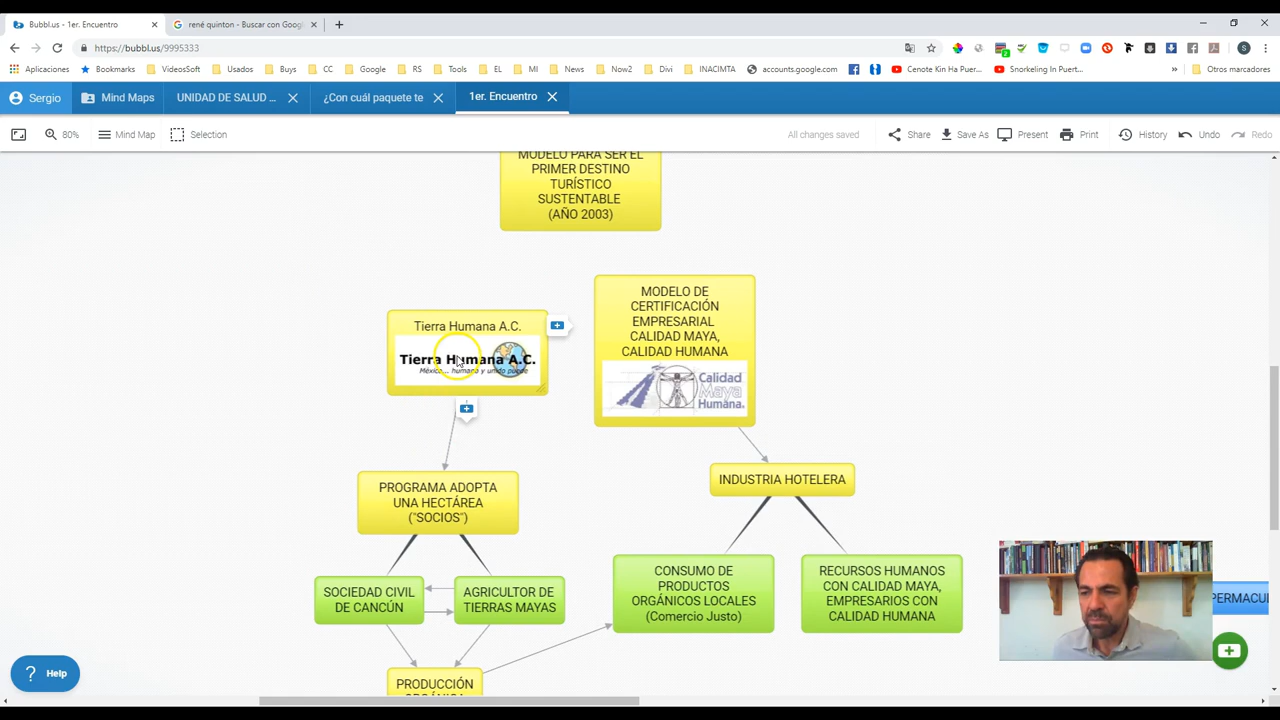 Bubbl.us - 1er. Encuentro
rené quinton - Buscar con Goog
https://bubbl.us/9995333
Aplicaciones
Bookmarks
VideosSoft
Usados
Buys
CC
Google
RS
Tools
EL
MI
News
Now2
Divi
INACIMTA
accounts.google.com
Cenote Kin Ha Puer...
Snorkeling In Puert...
Otros marcadores
Sergio
Mind Maps
UNIDAD DE SALUD ...
¿Con cuál paquete te
1er. Encuentro
80%
Mind Map
Selection
All changes saved
Share
Save As
Present
Print
History
Undo
Redo
MODELO PARA SER EL
PRIMER DESTINO
TURÍSTICO
SUSTENTABLE
(AÑO 2003)
Tierra Humana A.C.
Tierra Humana A.C.
México... humano y unido puede
MODELO DE
CERTIFICACIÓN
EMPRESARIAL
CALIDAD MAYA,
CALIDAD HUMANA
Calidad
Maya
Humana
PROGRAMA ADOPTA
UNA HECTÁREA
("SOCIOS")
INDUSTRIA HOTELERA
SOCIEDAD CIVIL
DE CANCÚN
AGRICULTOR DE
TIERRAS MAYAS
CONSUMO DE
PRODUCTOS
ORGÁNICOS LOCALES
(Comercio Justo)
RECURSOS HUMANOS
CON CALIDAD MAYA,
EMPRESARIOS CON
CALIDAD HUMANA
PERMACU
PRODUCCIÓN
ORGÁNICA
? Help